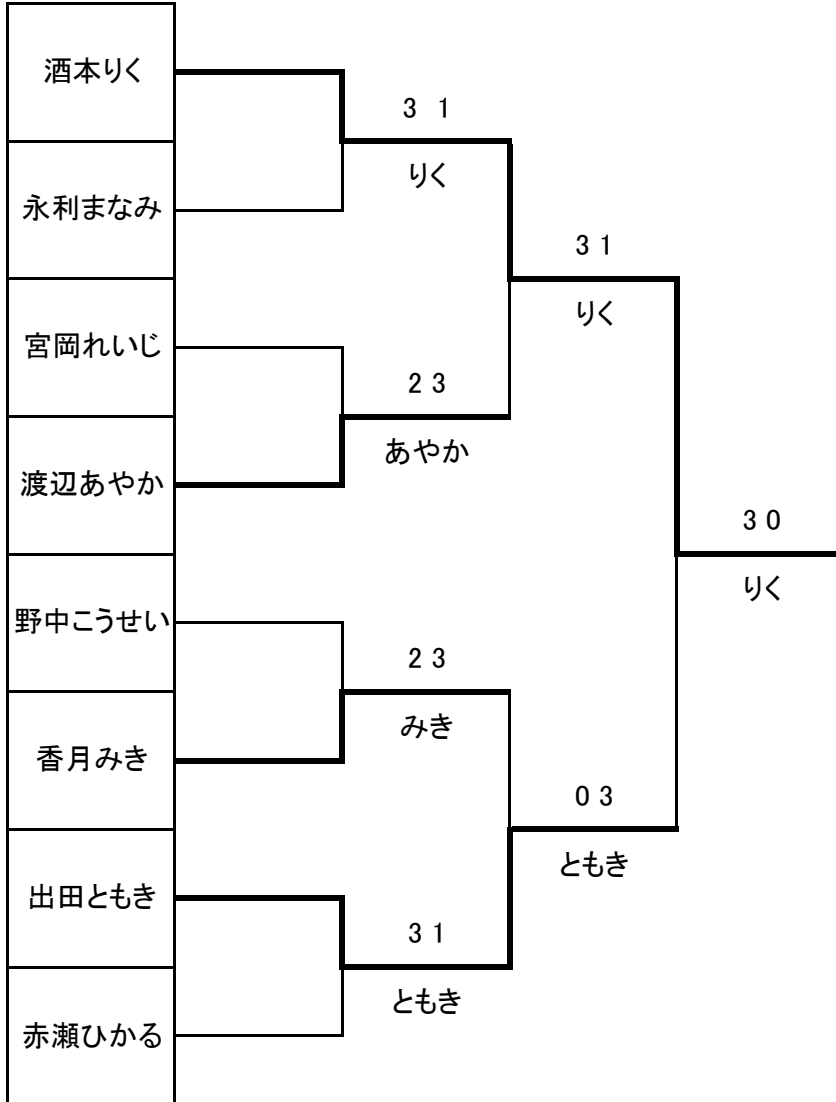 酒本りく
永利まなみ
宮岡れいじ
渡辺あやか
野中こうせい
香月みき
出田ともき
赤瀬ひかる
3 1
りく
2 3
あやか
2 3
みき
3 1
ともき
3 1
りく
0 3
ともき
3 0
りく